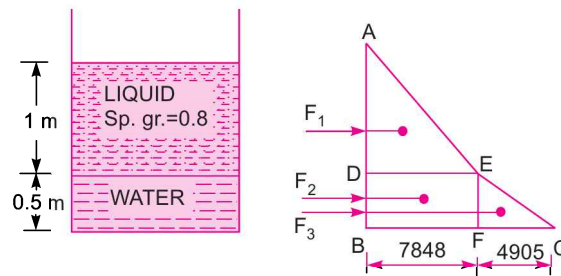 LIQUID
Sp. gr.=0.8
1 m
WATER
0.5 m
A
F1
D
E
F2
F3
B
F
C
7848
4905